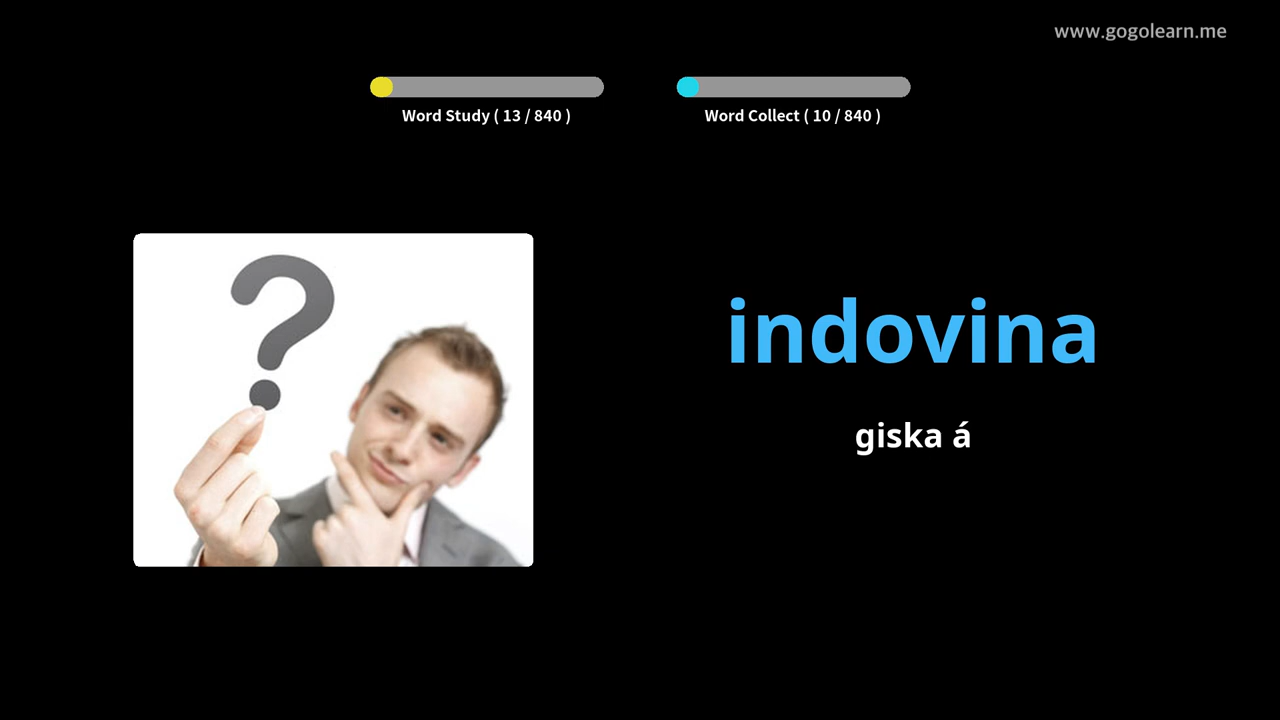 www.gogolearn.me
Word Study ( 13 / 840 )
Word Collect ( 10 / 840 )
?
indovina
giska á